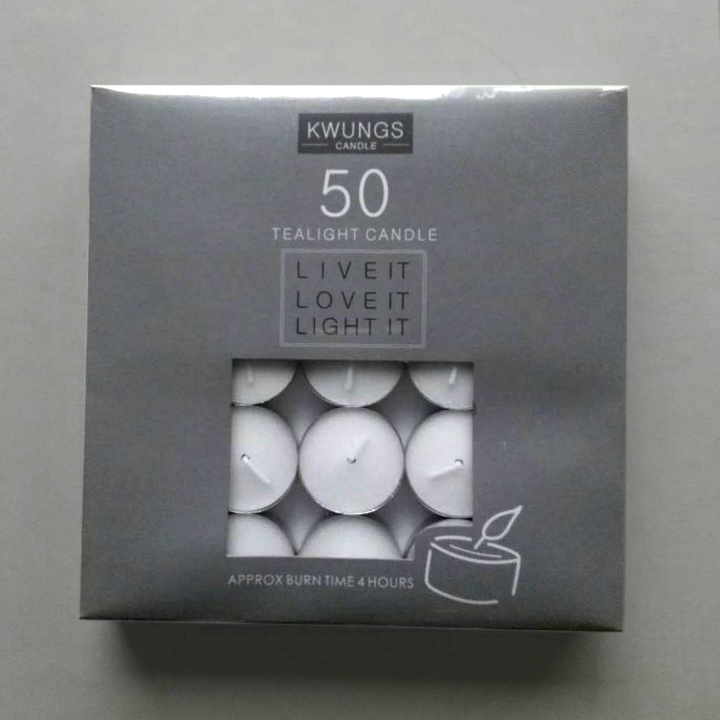 KWUNGS
CANDLE
50
TEALIGHT CANDLE
LIVE IT
LOVE IT
LIGHT IT
APPROX BURN TIME 4 HOURS